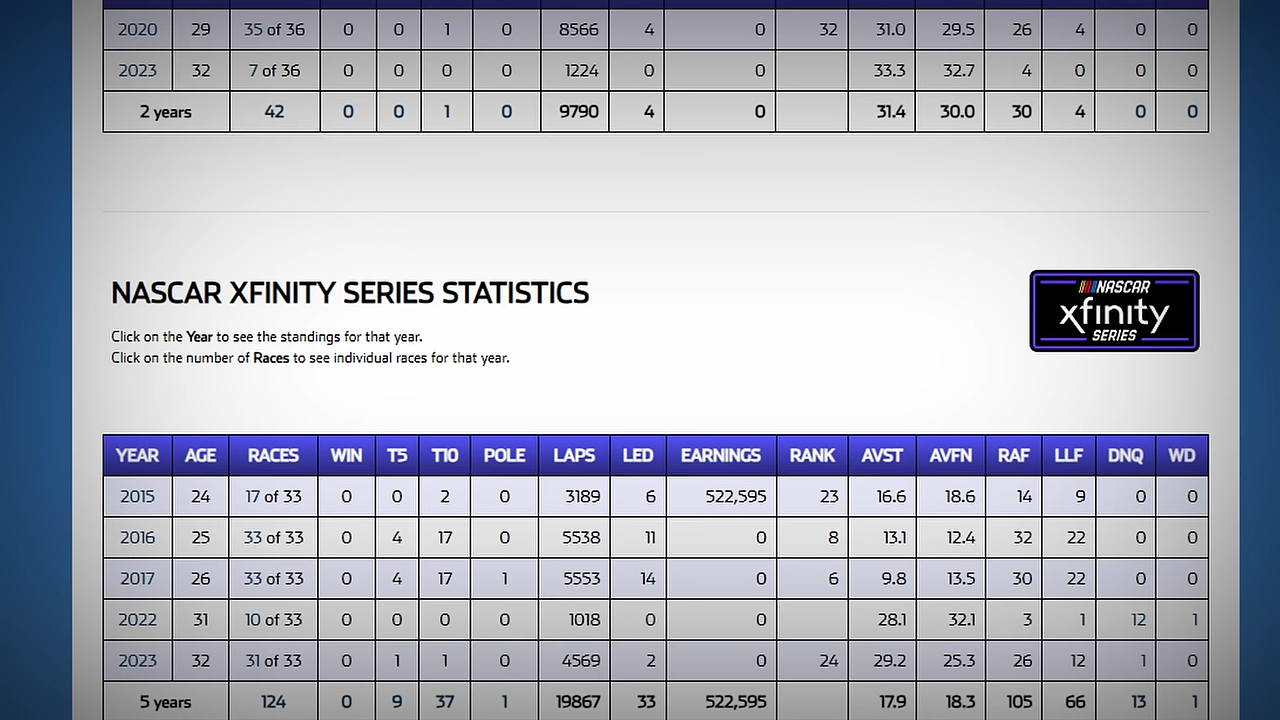 2020 29 35 of 36 0 0 1 0 8566 4 0 32 31.0 29.5 26 4 0 0
2023 32 7 of 36 0 0 0 0 1224 0 0 33.3 32.7 4 0 0 0
2 years 42 0 0 1 0 9790 4 0 31.4 30.0 30 4 0 0
NASCAR XFINITY SERIES STATISTICS
Click on the Year to see the standings for that year.
Click on the number of Races to see individual races for that year.
NASCAR
xfinity
SERIES
YEAR AGE RACES WIN T5 T10 POLE LAPS LED EARNINGS RANK AVST AVFN RAF LLF DNQ WD
2015 24 17 of 33 0 0 2 0 3189 6 522,595 23 16.6 18.6 14 9 0 0
2016 25 33 of 33 0 4 17 0 5538 11 0 8 13.1 12.4 32 22 0 0
2017 26 33 of 33 0 4 17 1 5553 14 0 6 9.8 13.5 30 22 0 0
2022 31 10 of 33 0 0 0 0 1018 0 0 28.1 32.1 3 1 12 1
2023 32 31 of 33 0 1 1 0 4569 2 0 24 29.2 25.3 26 12 1 0
5 years 124 0 9 37 1 19867 33 522,595 17.9 18.3 105 66 13 1